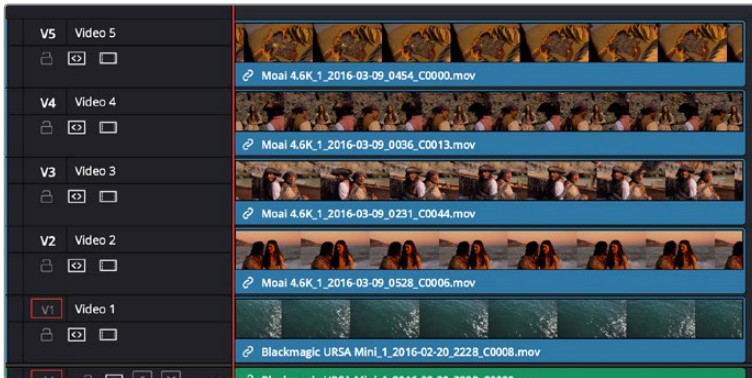 V5 Video 5
Moai 4.6K_1_2016-03-09_0454_C0000.mov
V4 Video 4
Moai 4.6K_1_2016-03-09_0036_C0013.mov
V3 Video 3
Moai 4.6K_1_2016-03-09_0231_C0044.mov
V2 Video 2
Moai 4.6K_1_2016-03-09_0528_C0006.mov
V1 Video 1
Blackmagic URSA Mini_1_2016-02-20_2228_C0008.mov